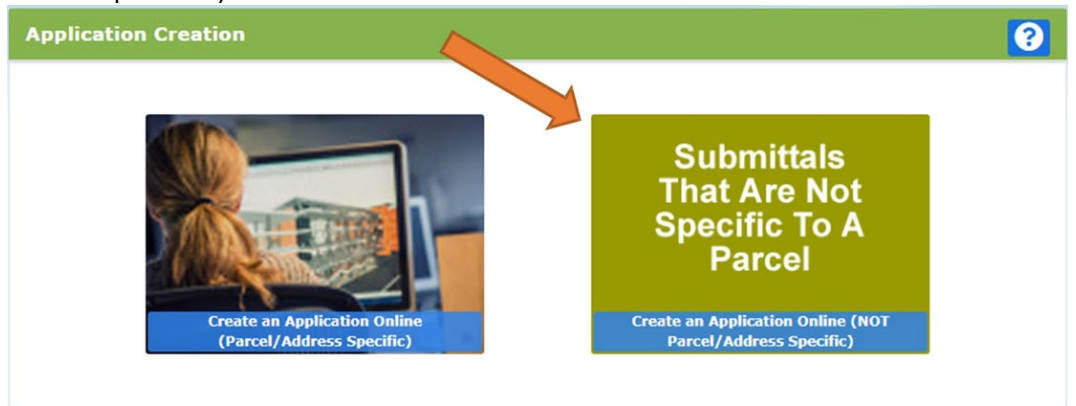 Application Creation
?
Submittals
That Are Not
Specific To A
Parcel
Create an Application Online
(Parcel/Address Specific)
Create an Application Online (NOT
Parcel/Address Specific)